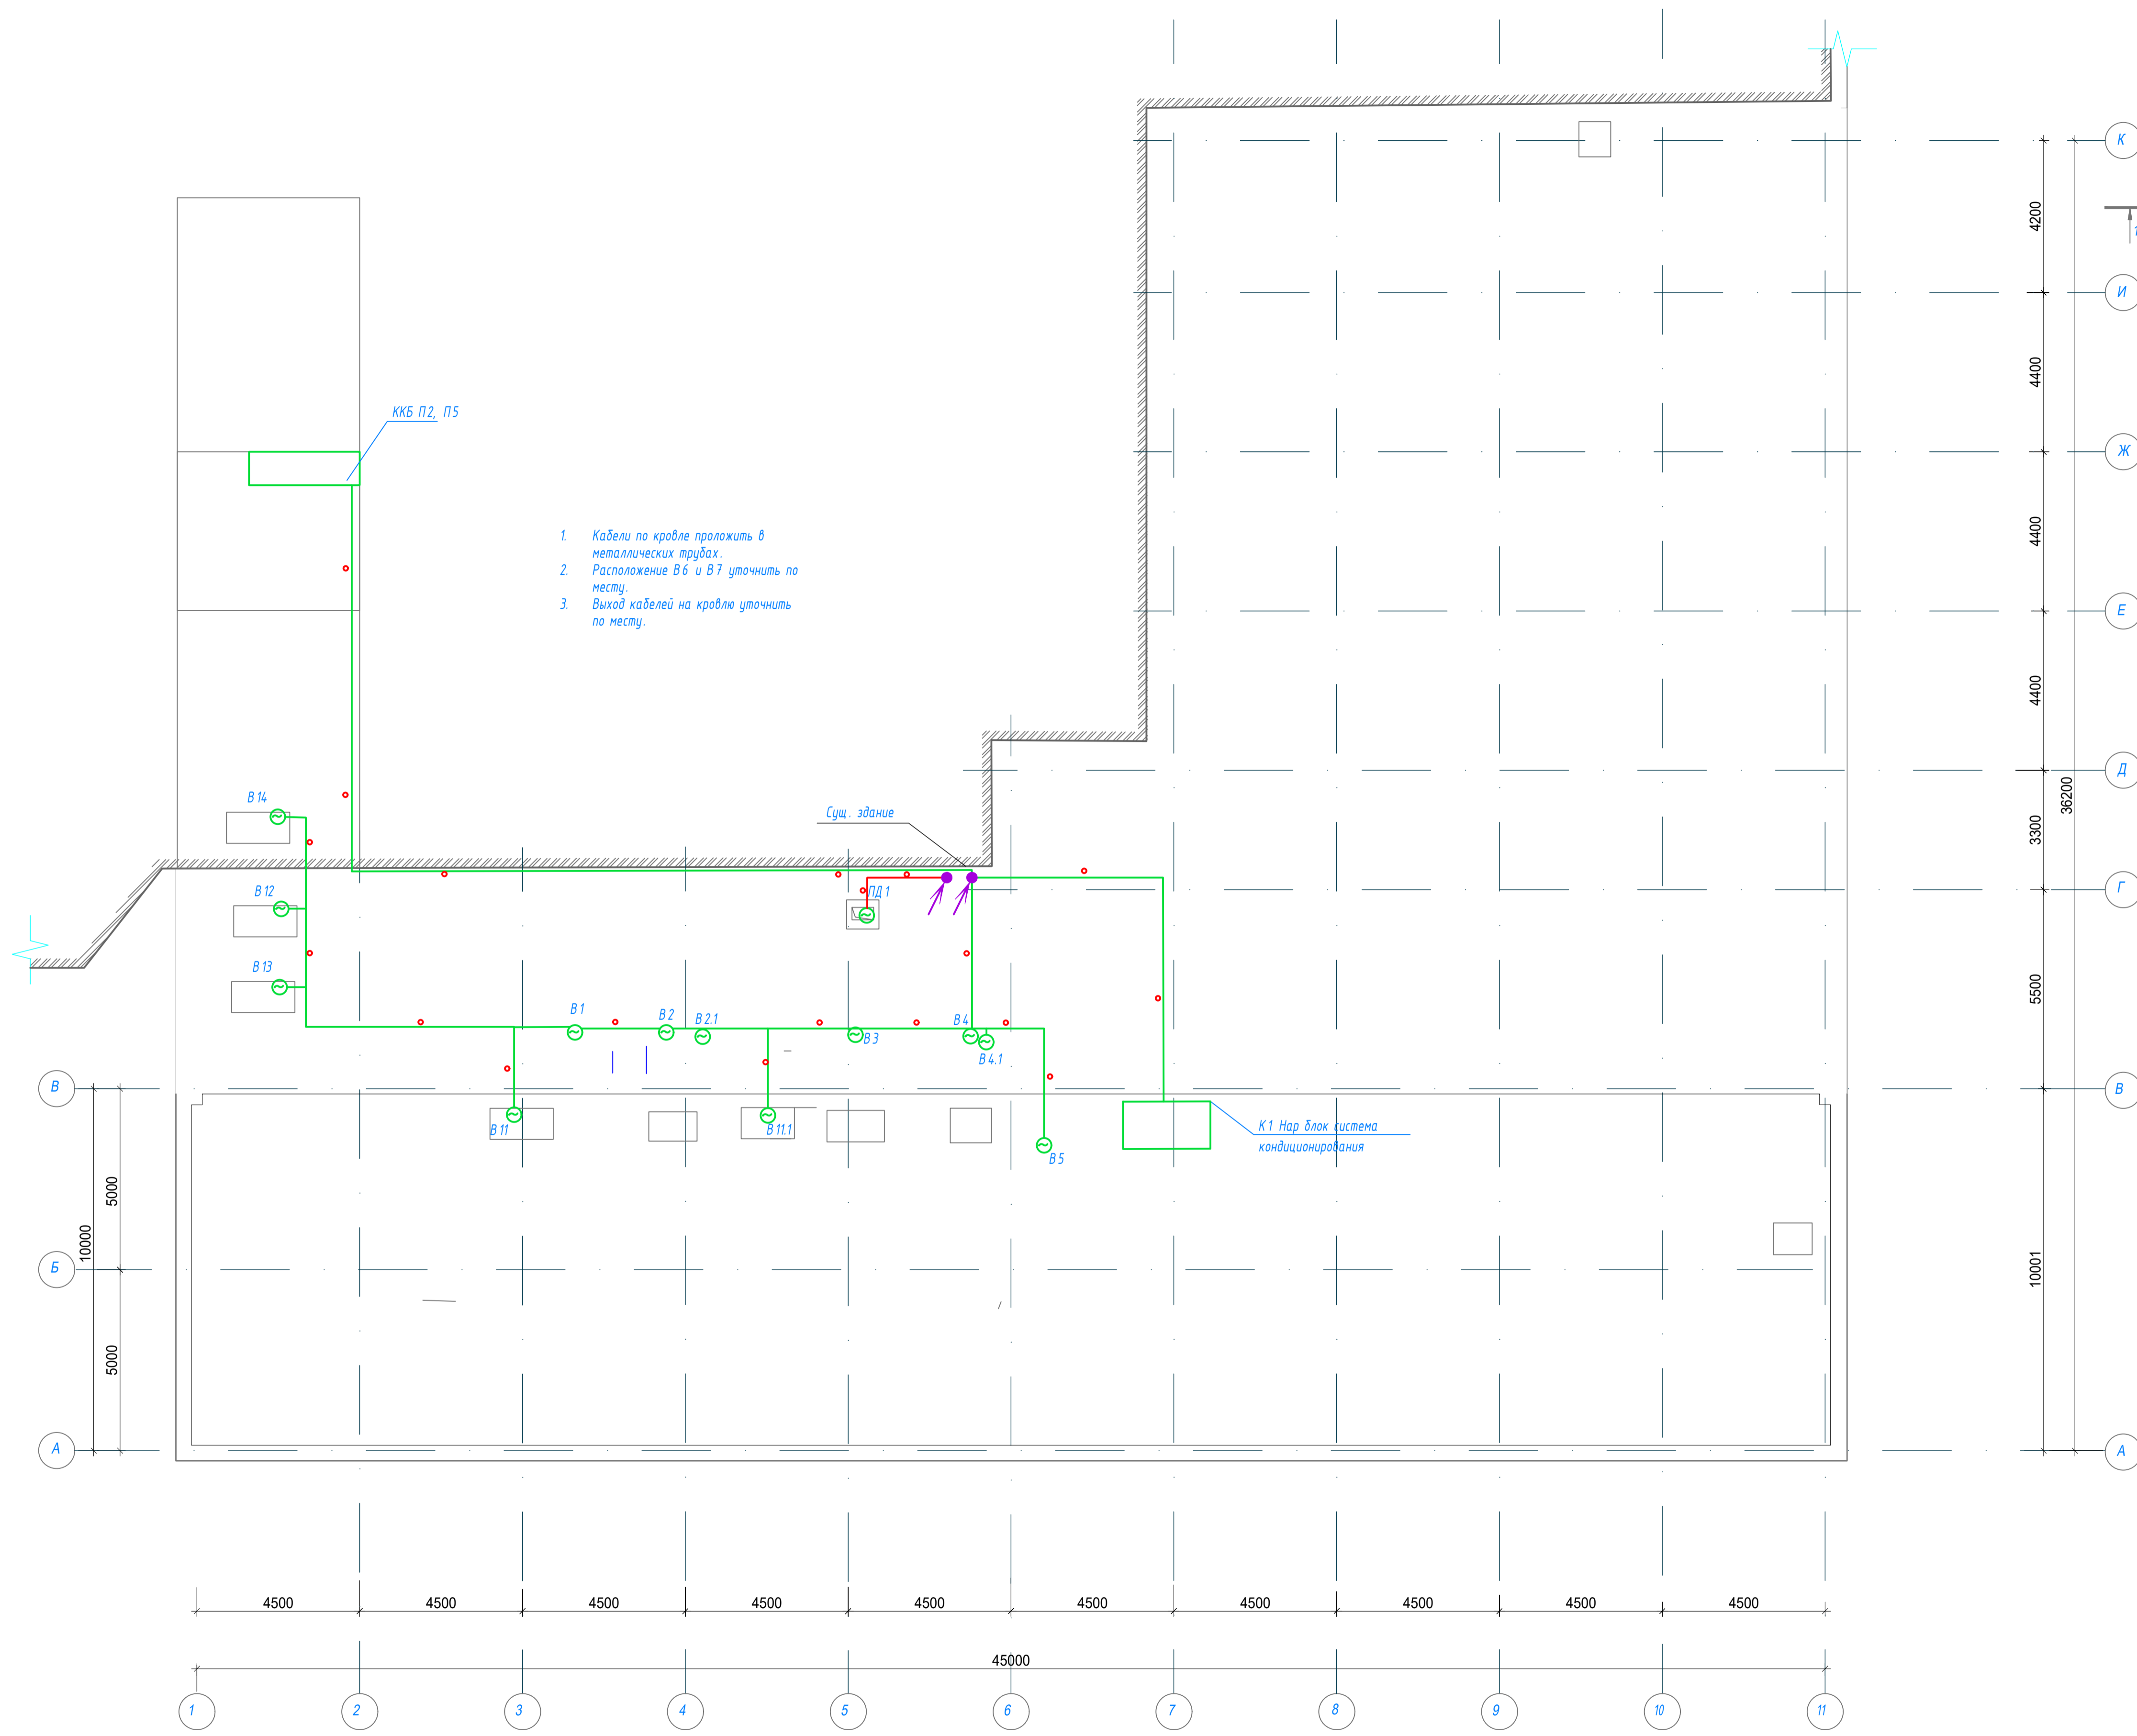 К
4200
1
И
4400
ККБ П2, П5
Ж
1. Кабели по кровле проложить в
металлических трубах.
2. Расположение В6 и В7 уточнить по
месту.
3. Выход кабелей на кровлю уточнить
по месту.
4400
Е
4400
Д
В14
Сущ. здание
36200
3300
В12
ПД1
Г
В13
5500
В1
В2
В2.1
В3
В4
В4.1
В
В
В11
В11.1
К1 Нар блок система
кондиционирования
В5
5000
10000
Б
10001
5000
А
А
4500 4500 4500 4500 4500 4500 4500 4500 4500 4500
45000
1 2 3 4 5 6 7 8 9 10 11